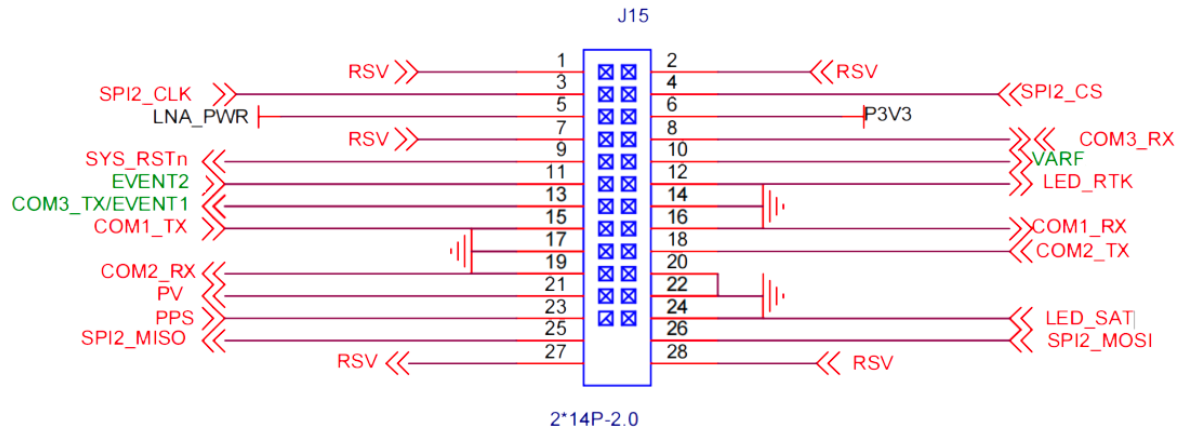 J15
RSV 1 2 RSV
SPI2_CLK 3 4 SPI2_CS
LNA_PWR 5 6 P3V3
RSV 7 8 COM3_RX
SYS_RSTn 9 10 VARF
EVENT2 11 12 LED_RTK
COM3_TX/EVENT1 13 14
COM1_TX 15 16 COM1_RX
17 18 COM2_TX
COM2_RX 19 20
PV 21 22
PPS 23 24 LED_SAT
SPI2_MISO 25 26 SPI2_MOSI
RSV 27 28 RSV
2*14P-2.0